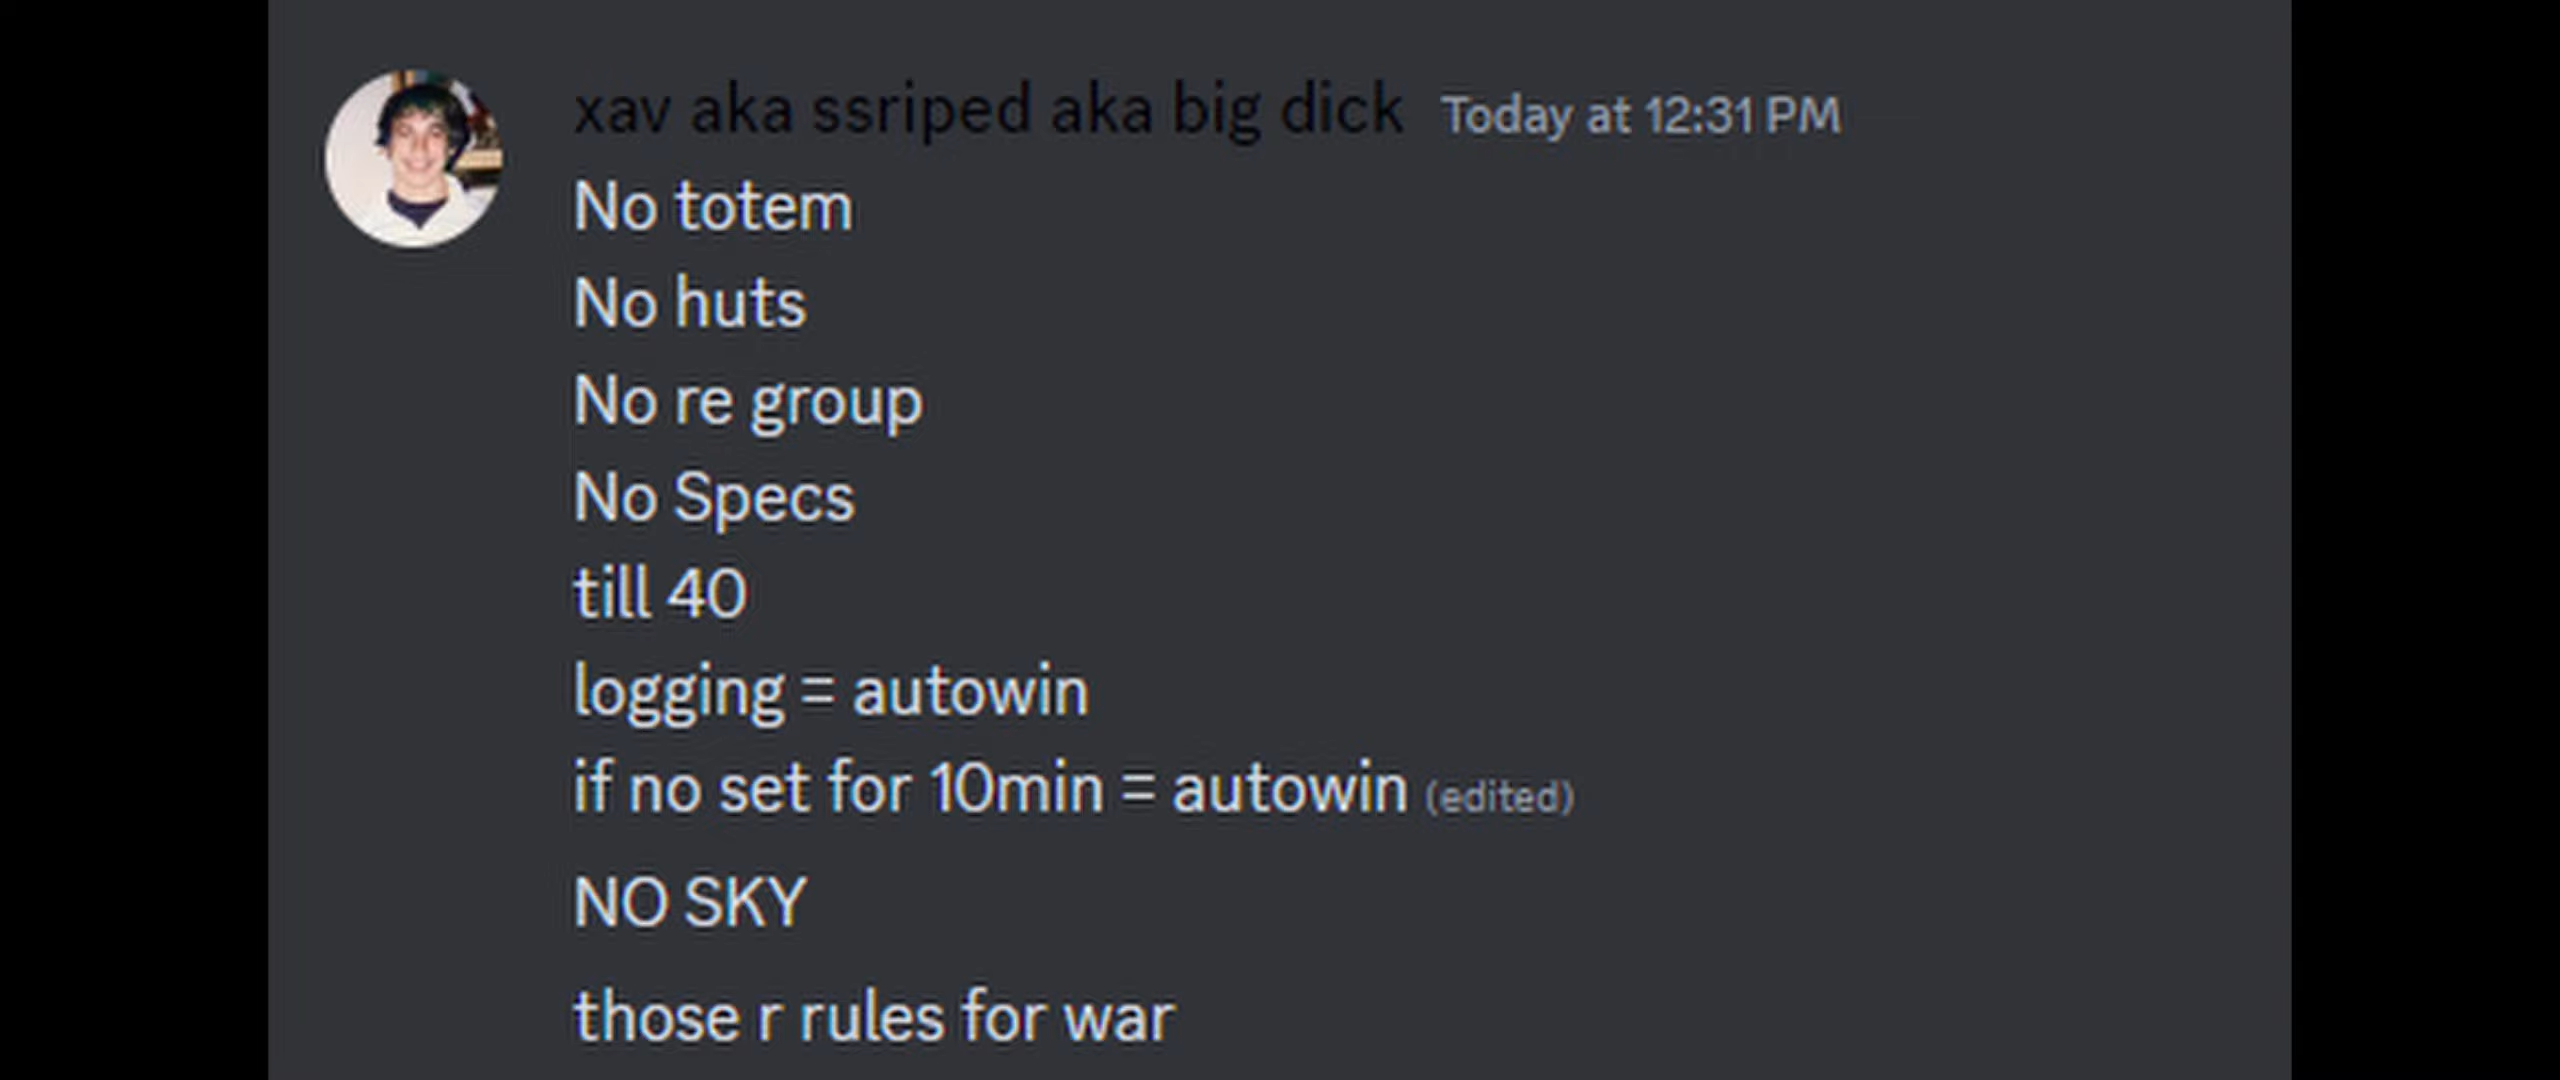 xav aka ssriped aka big dick Today at 12:31 PM
No totem
No huts
No re group
No Specs
till 40
logging = autowin
if no set for 10min = autowin (edited)
NO SKY
those r rules for war